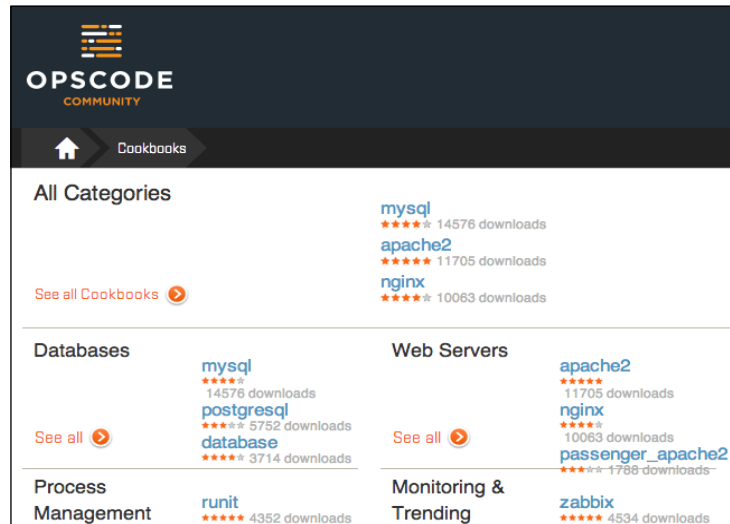 OPSCODE
COMMUNITY
Cookbooks
All Categories
mysql
14576 downloads
apache2
11705 downloads
nginx
10063 downloads
See all Cookbooks
Databases
mysql
14576 downloads
postgresql
5752 downloads
database
3714 downloads
See all
Web Servers
apache2
11705 downloads
nginx
10063 downloads
passenger_apache2
1788 downloads
See all
Process
Management
runit
4352 downloads
Monitoring &
Trending
zabbix
4534 downloads